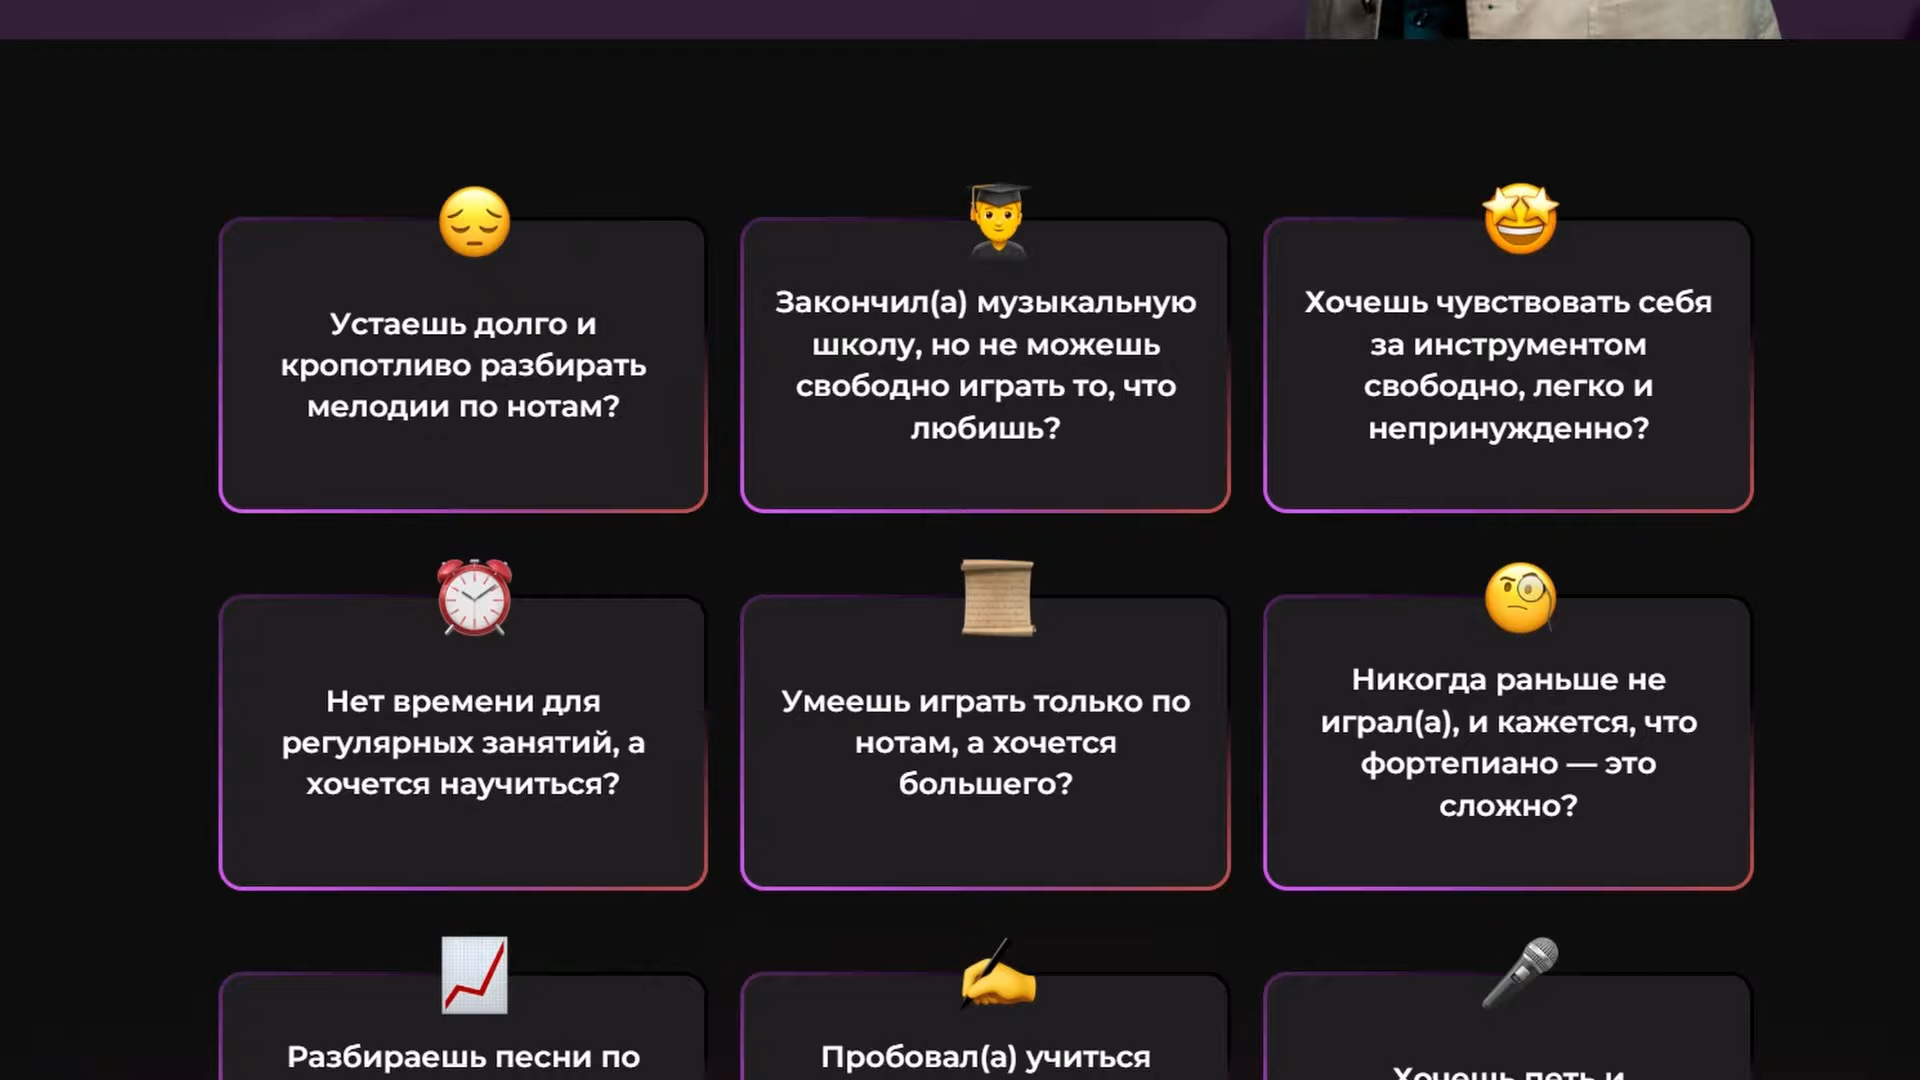 Устаешь долго и
кропотливо разбирать
мелодии по нотам?
Закончил(а) музыкальную
школу, но не можешь
свободно играть то, что
любишь?
Хочешь чувствовать себя
за инструментом
свободно, легко и
непринужденно?
Нет времени для
регулярных занятий, а
хочется научиться?
Умеешь играть только по
нотам, а хочется
большего?
Никогда раньше не
играл(а), и кажется, что
фортепиано — это
сложно?
Разбираешь песни по
Пробовал(а) учиться
Хочешь петь и